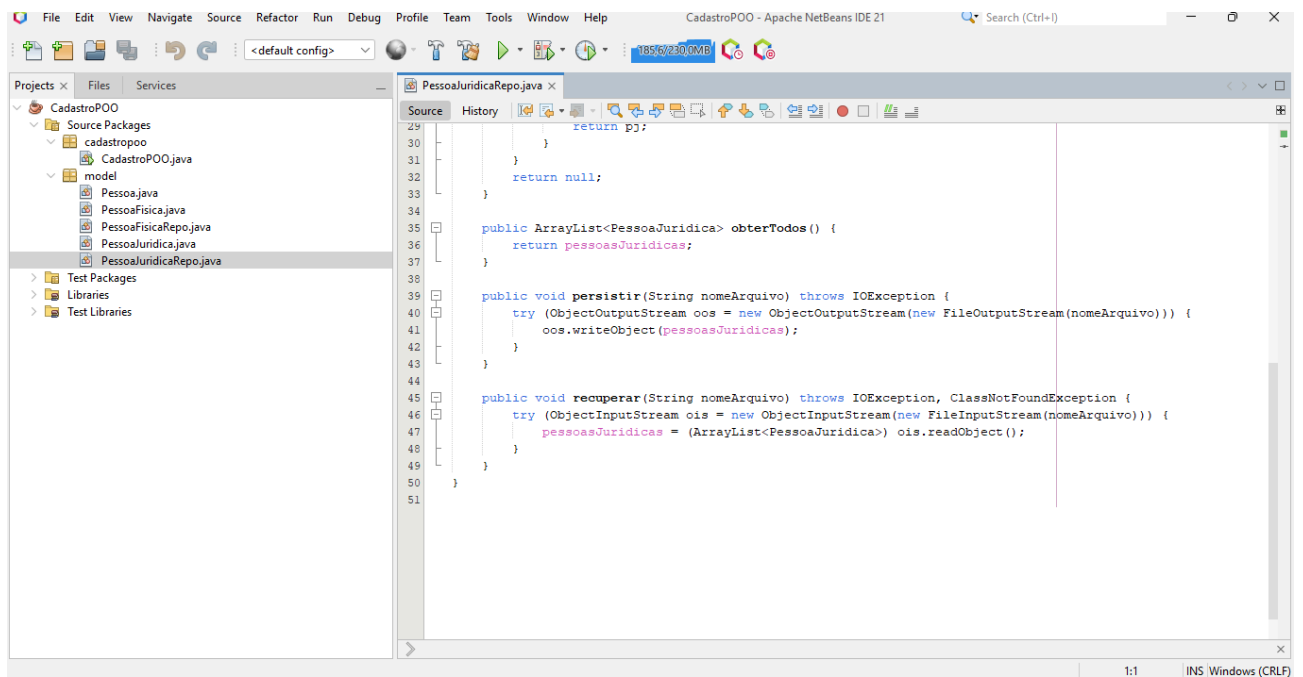 File Edit View Navigate Source Refactor Run Debug Profile Team Tools Window Help CadastroPOO - Apache NetBeans IDE 21 Search (Ctrl+I)
<default config> 185,6/230,0MB
Projects Files Services
PessoaJuridicaRepo.java
CadastroPOO
Source Packages
cadastropoo
CadastroPOO.java
model
Pessoa.java
PessoaFisica.java
PessoaFisicaRepo.java
PessoaJuridica.java
PessoaJuridicaRepo.java
Test Packages
Libraries
Test Libraries
Source History
29 return pj;
30 }
31 }
32 return null;
33 }
34
35 public ArrayList<PessoaJuridica> obterTodos() {
36 return pessoasJuridicas;
37 }
38
39 public void persistir(String nomeArquivo) throws IOException {
40 try (ObjectOutputStream oos = new ObjectOutputStream(new FileOutputStream(nomeArquivo))) {
41 oos.writeObject(pessoasJuridicas);
42 }
43 }
44
45 public void recuperar(String nomeArquivo) throws IOException, ClassNotFoundException {
46 try (ObjectInputStream ois = new ObjectInputStream(new FileInputStream(nomeArquivo))) {
47 pessoasJuridicas = (ArrayList<PessoaJuridica>) ois.readObject();
48 }
49 }
50 }
51
1:1 INS Windows (CRLF)